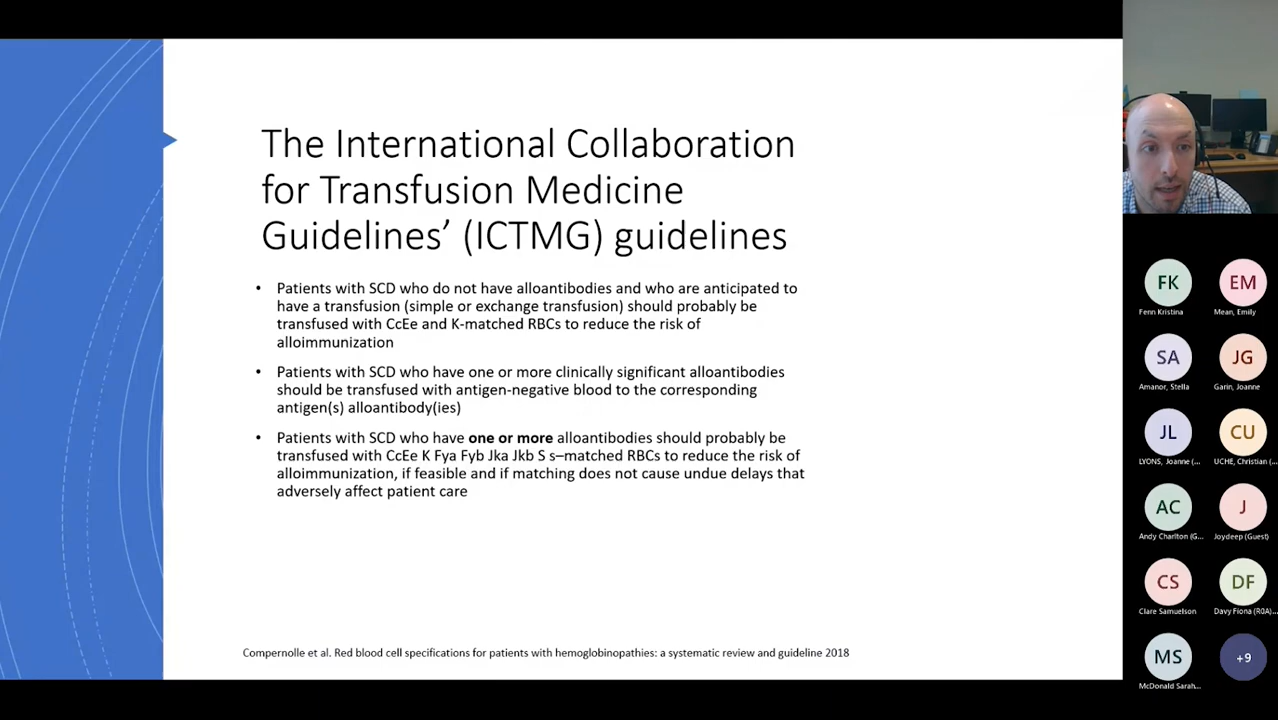 The International Collaboration
for Transfusion Medicine
Guidelines’ (ICTMG) guidelines
• Patients with SCD who do not have alloantibodies and who are anticipated to
have a transfusion (simple or exchange transfusion) should probably be
transfused with CcEe and K-matched RBCs to reduce the risk of
alloimmunization
• Patients with SCD who have one or more clinically significant alloantibodies
should be transfused with antigen-negative blood to the corresponding
antigen(s) alloantibody(ies)
• Patients with SCD who have one or more alloantibodies should probably be
transfused with CcEe K Fya Fyb Jka Jkb S s–matched RBCs to reduce the risk of
alloimmunization, if feasible and if matching does not cause undue delays that
adversely affect patient care
Compernolle et al. Red blood cell specifications for patients with hemoglobinopathies: a systematic review and guideline 2018
FK
Fenn Kristina
EM
Mean, Emily
SA
Amanor, Stella
JG
Garin, Joanne
JL
LYONS, Joanne (...
CU
UCHE, Christian (...
AC
Andy Charlton (G...
J
Joydeep (Guest)
CS
Clare Samuelson
DF
Davy Fiona (R0A)...
MS
McDonald Sarah...
+9